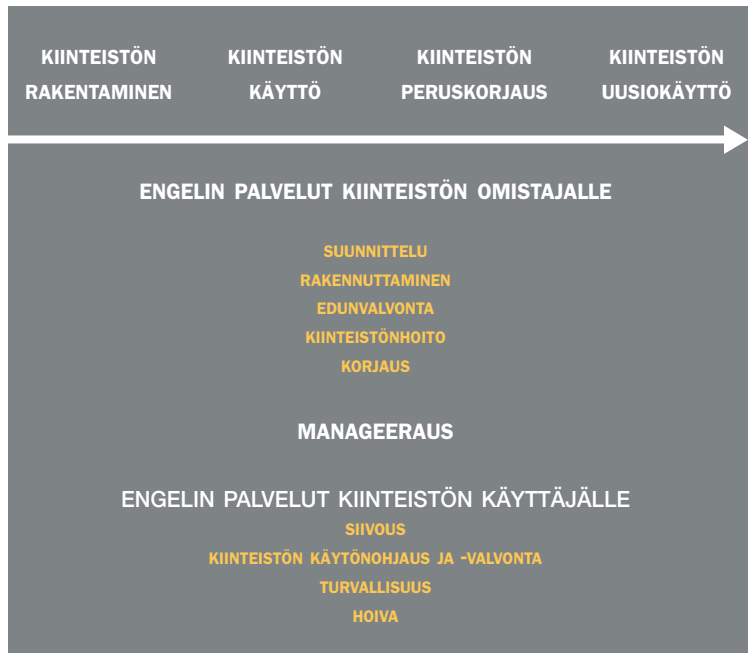 KIINTEISTÖN RAKENTAMINEN
KIINTEISTÖN KÄYTTÖ
KIINTEISTÖN PERUSKORJAUS
KIINTEISTÖN UUSIOKÄYTTÖ
ENGELIN PALVELUT KIINTEISTÖN OMISTAJALLE
SUUNNITTELU
RAKENNUTTAMINEN
EDUNVALVONTA
KIINTEISTÖNHOITO
KORJAUS
MANAGEERAUS
ENGELIN PALVELUT KIINTEISTÖN KÄYTTÄJÄLLE
SIIVOUS
KIINTEISTÖN KÄYTÖNOHJAUS JA -VALVONTA
TURVALLISUUS
HOIVA